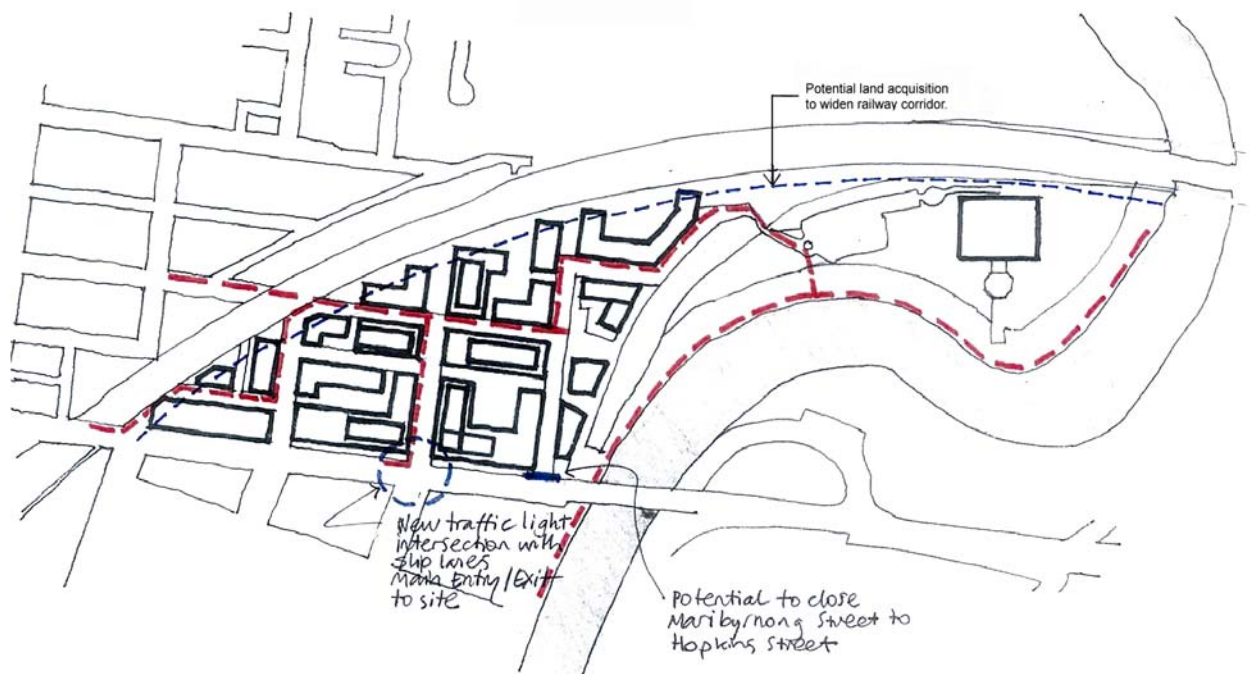 Potential land acquisition
to widen railway corridor.
New traffic light
intersection with
slip lanes
Main Entry/Exit
to site
Potential to close
Maribyrnong Street to
Hopkins Street